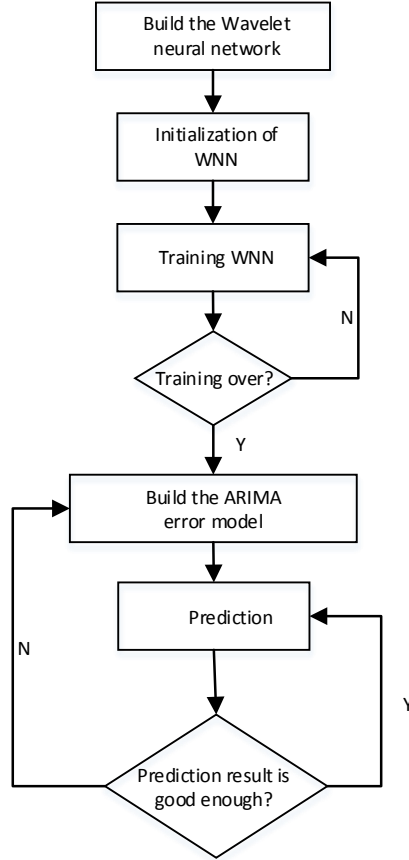 Build the Wavelet
neural network
Initialization of
WNN
Training WNN
N
Training over?
Y
Build the ARIMA
error model
Prediction
N
Y
Prediction result is
good enough?